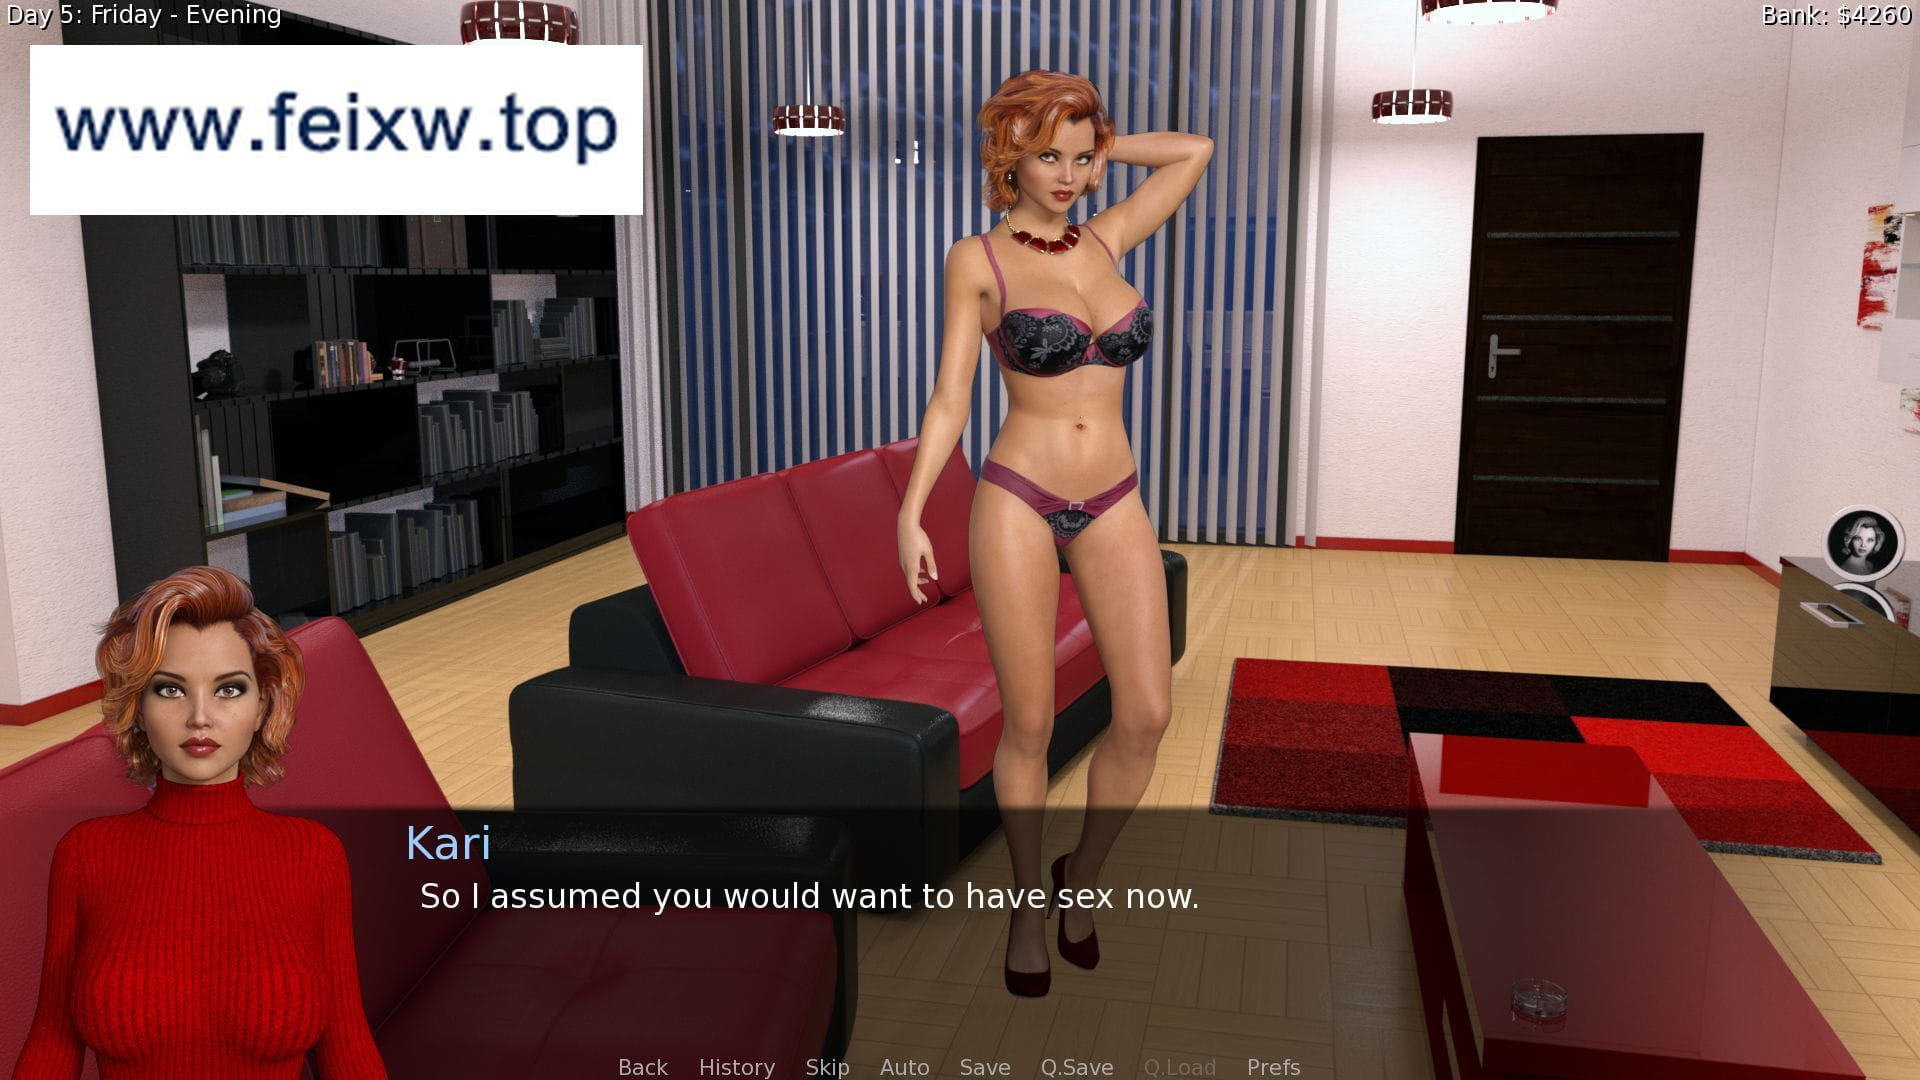 Day 5: Friday - Evening
Bank: $4260
www.feixw.top
Kari
So I assumed you would want to have sex now.
Back History Skip Auto Save Q.Save Q.Load Prefs